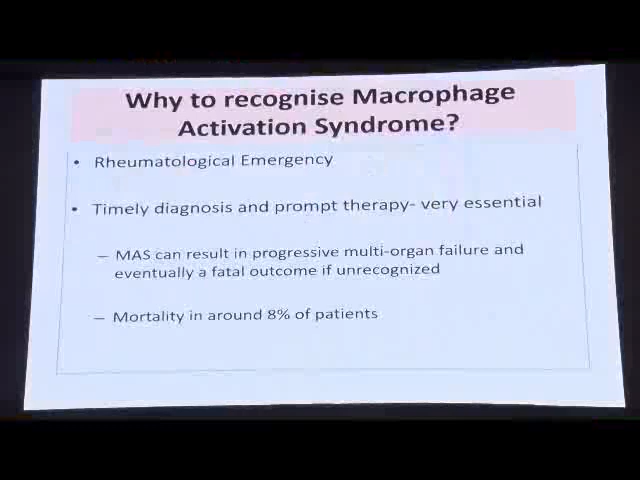 Why to recognise Macrophage
Activation Syndrome?
• Rheumatological Emergency
• Timely diagnosis and prompt therapy- very essential
– MAS can result in progressive multi-organ failure and
eventually a fatal outcome if unrecognized
– Mortality in around 8% of patients